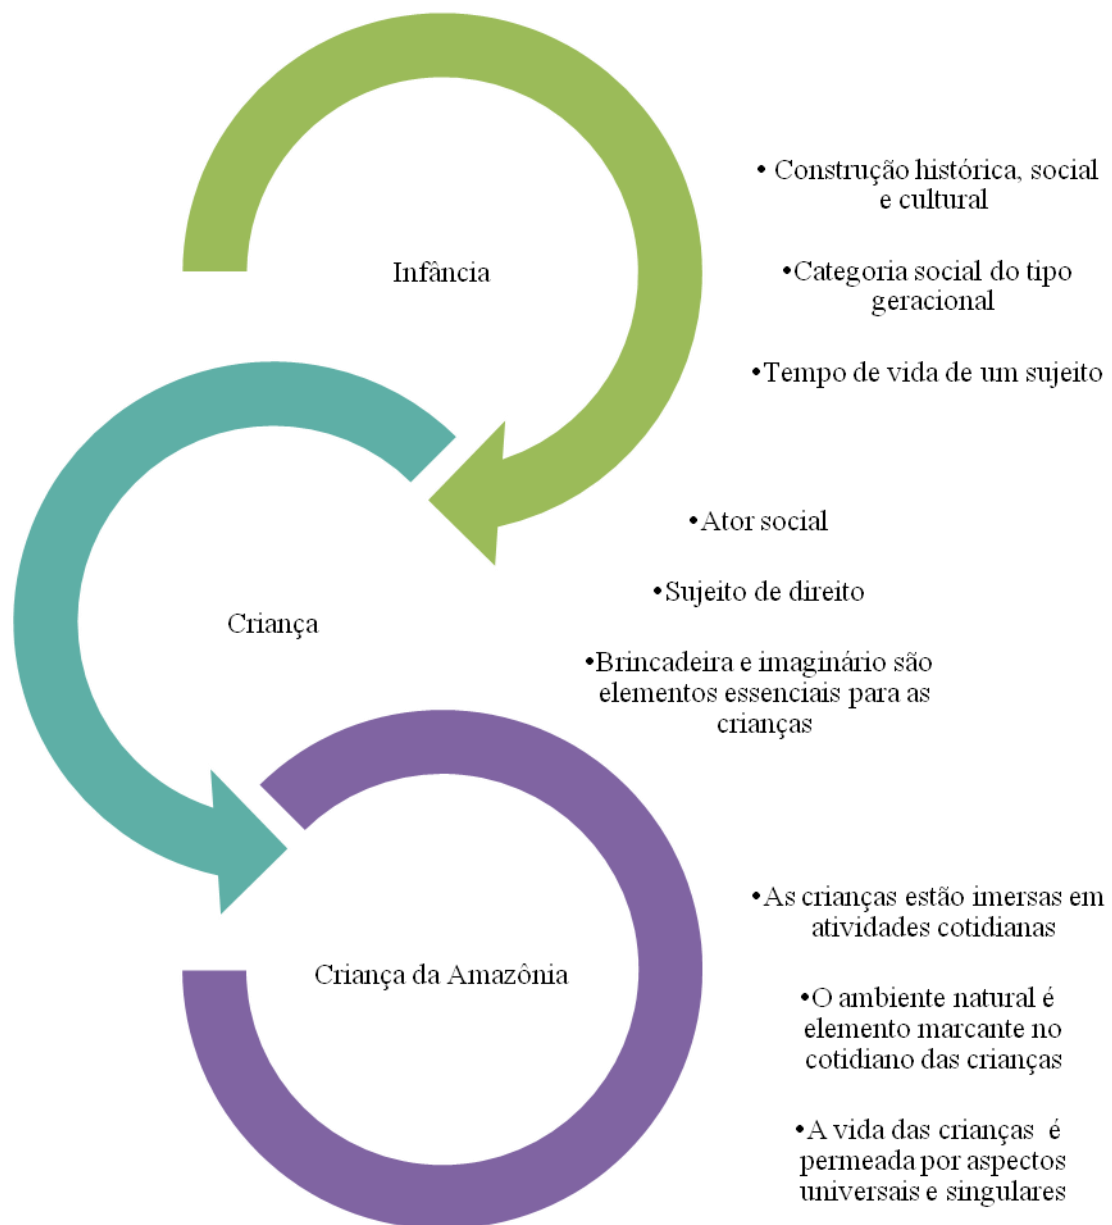 Infância
• Construção histórica, social
e cultural
•Categoria social do tipo
geracional
•Tempo de vida de um sujeito
Criança
•Ator social
•Sujeito de direito
•Brincadeira e imaginário são
elementos essenciais para as
crianças
Criança da Amazônia
•As crianças estão imersas em
atividades cotidianas
•O ambiente natural é
elemento marcante no
cotidiano das crianças
•A vida das crianças é
permeada por aspectos
universais e singulares